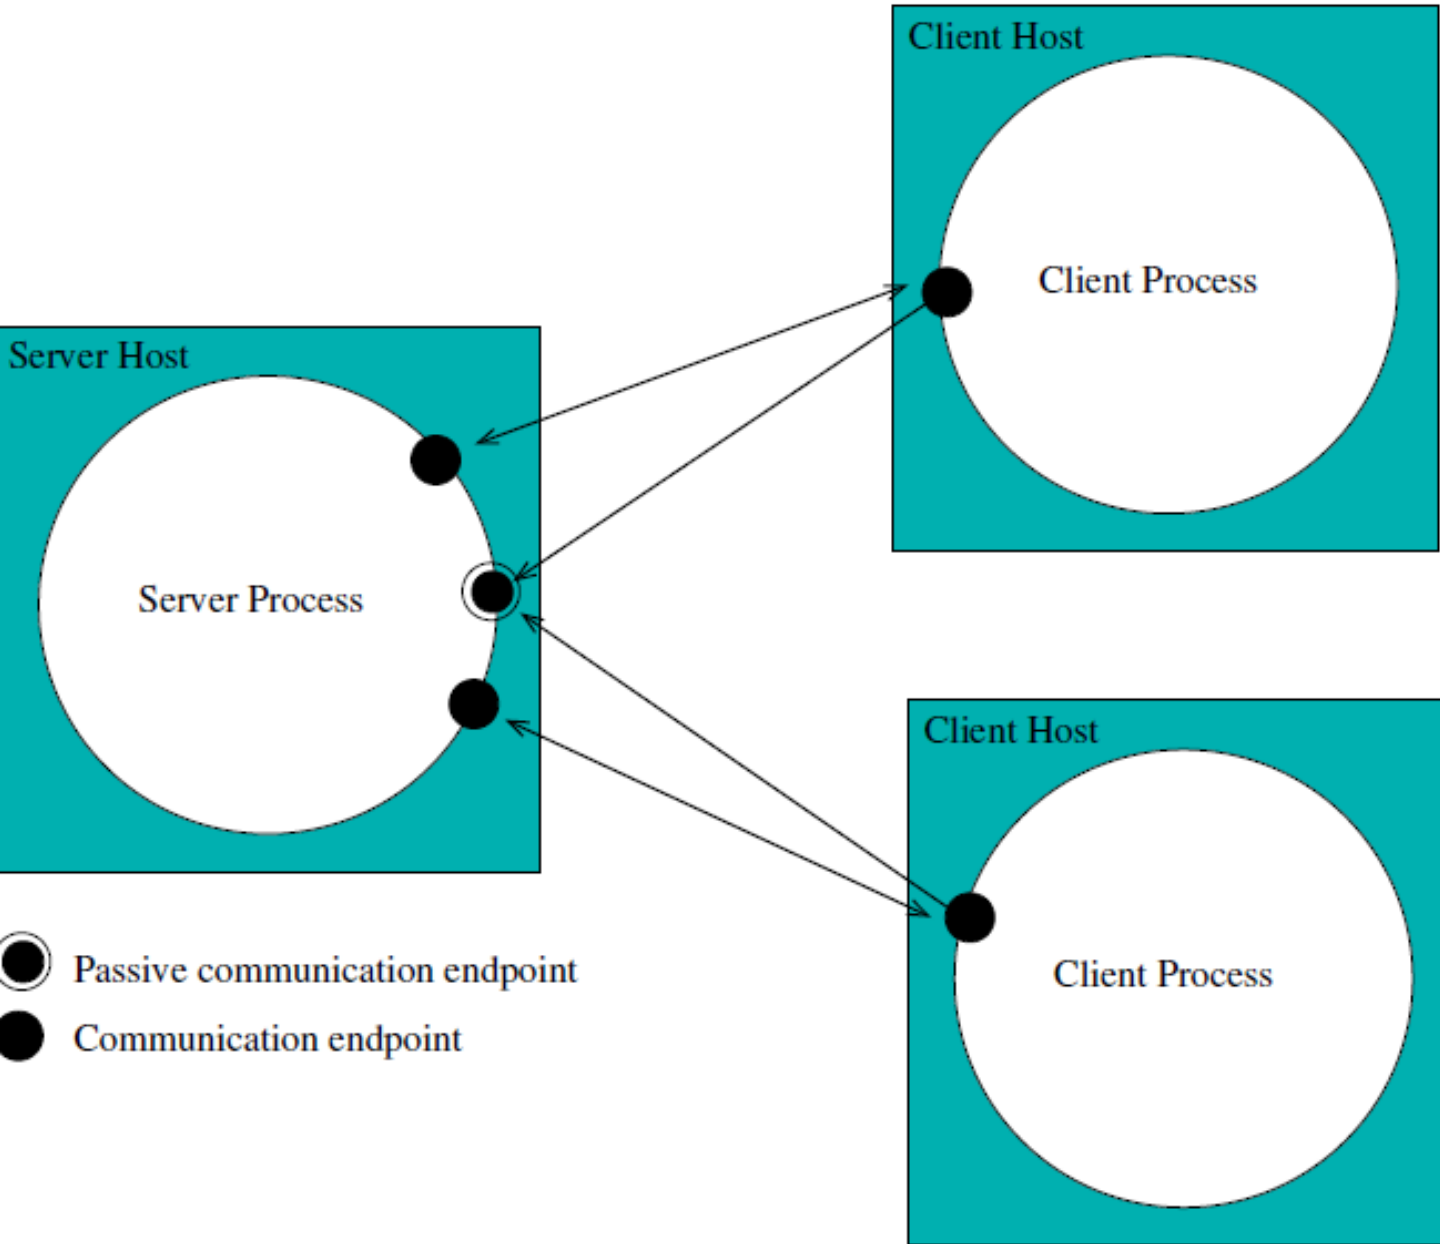 Client Host
Client Process
Server Host
Server Process
Client Host
Client Process
Passive communication endpoint
Communication endpoint